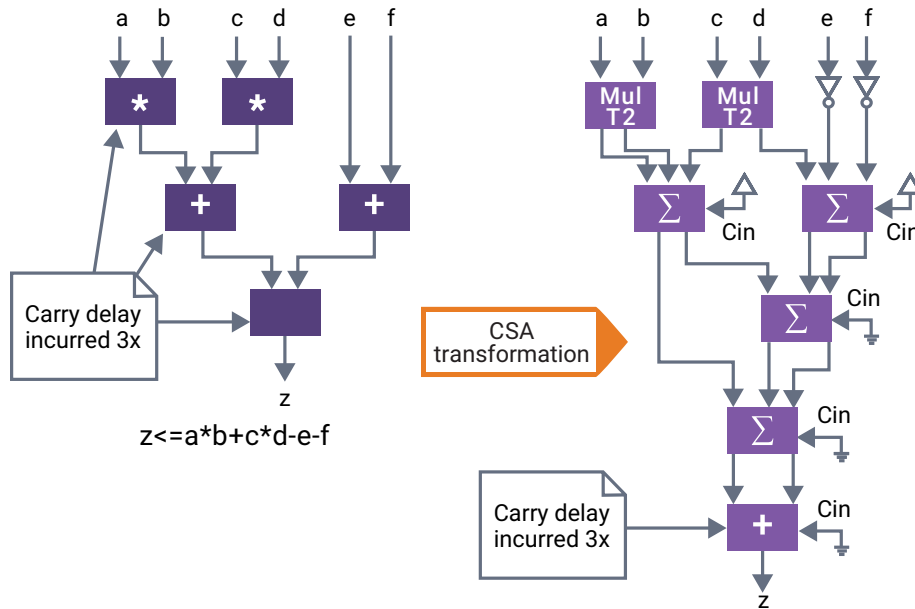 a b c d e f
* *
+ +
Carry delay
incurred 3x
z
z<=a*b+c*d-e-f
CSA
transformation
a b c d e f
Mul
T2
Mul
T2
Σ Cin Σ Cin
Σ Cin
Σ Cin
Carry delay
incurred 3x
+ Cin
z